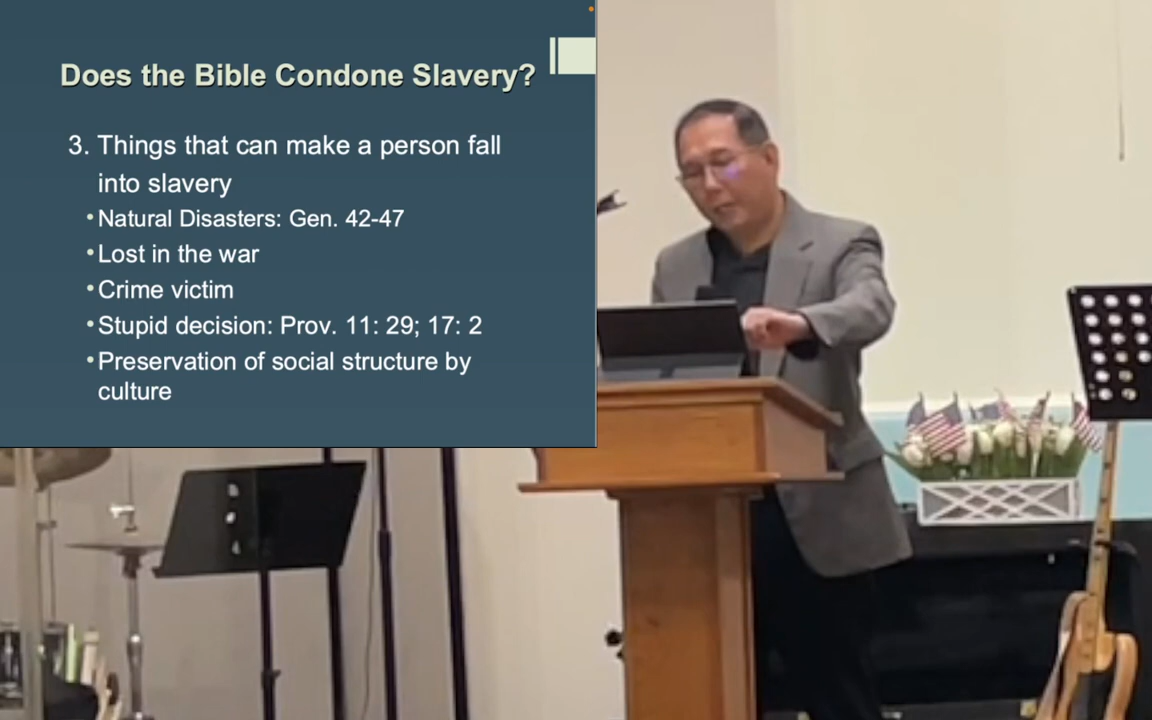 Does the Bible Condone Slavery?
3. Things that can make a person fall
into slavery
•Natural Disasters: Gen. 42-47
•Lost in the war
•Crime victim
•Stupid decision: Prov. 11: 29; 17: 2
•Preservation of social structure by
culture